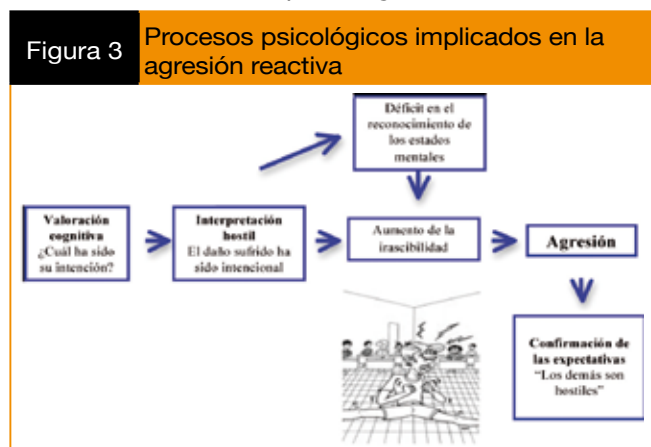 Figura 3
Procesos psicológicos implicados en la
agresión reactiva
Déficit en el
reconocimiento de
los estados
mentales
Valoración
cognitiva
¿Cuál ha sido
su intención?
Interpretación
hostil
El daño sufrido ha
sido intencional
Aumento de la
irascibilidad
Agresión
Confirmación de
las expectativas
“Los demás son
hostiles”